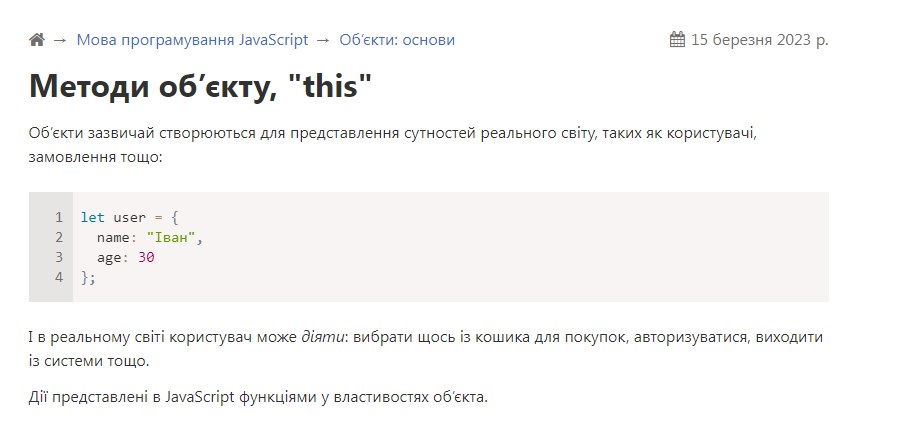 → Мова програмування JavaScript → Об’єкти: основи
15 березня 2023 р.
Методи об’єкту, "this"
Об’єкти зазвичай створюються для представлення сутностей реального світу, таких як користувачі,
замовлення тощо:
1 let user = {
2   name: "Іван",
3   age: 30
4 };
І в реальному світі користувач може діяти: вибрати щось із кошика для покупок, авторизуватися, виходити
із системи тощо.
Дії представлені в JavaScript функціями у властивостях об’єкта.